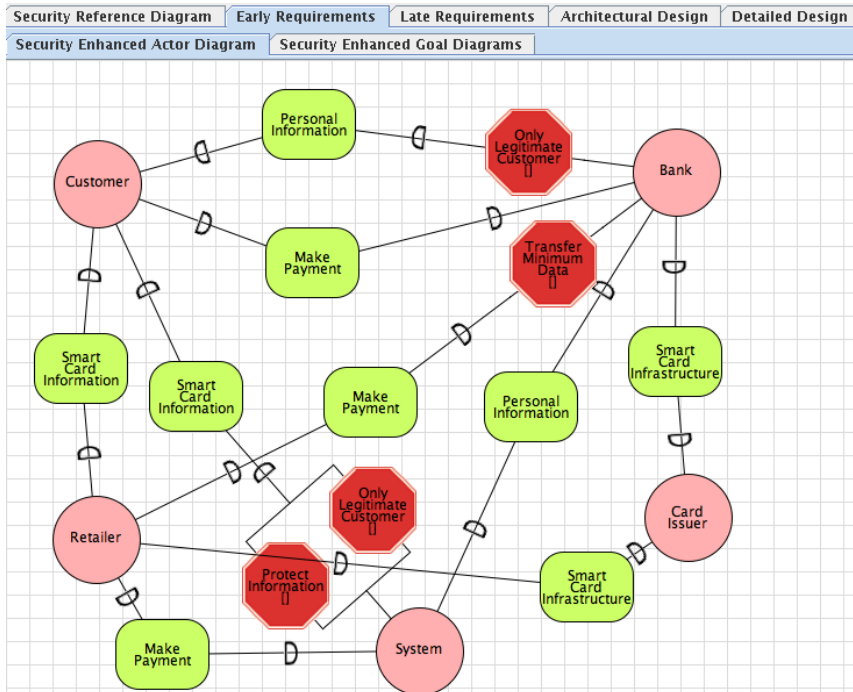 Security Reference Diagram Early Requirements Late Requirements Architectural Design Detailed Design
Security Enhanced Actor Diagram Security Enhanced Goal Diagrams
Personal
Information
Only
Legitimate
Customer
[]
Customer
Bank
Make
Payment
Transfer
Minimum
Data
[]
Smart
Card
Information
Smart
Card
Information
Make
Payment
Personal
Information
Smart
Card
Infrastructure
Only
Legitimate
Customer
[]
Retailer
Card
Issuer
Protect
Information
[]
Smart
Card
Infrastructure
Make
Payment
System